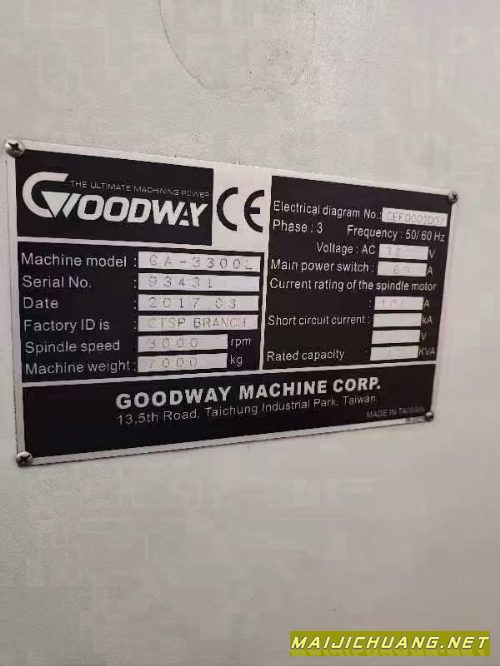 THE ULTIMATE MACHINING POWER
GOODWAY
CE
Machine model : GA-3300L
Serial No. : 93431
Date : 2017 03
Factory ID is : CTSP BRANCH
Spindle speed : 3000 rpm
Machine weight : 7000 kg
Electrical diagram No.:
Phase : 3 Frequency : 50/60 Hz
Voltage : AC V
Main power switch : A
Current rating of the spindle motor
: A
Short circuit current : kA
V
Rated capacity : KVA
GOODWAY MACHINE CORP.
13,5th Road, Taichung Industrial Park, Taiwan
MADE IN TAIWAN
MAIJICHUANG.NET